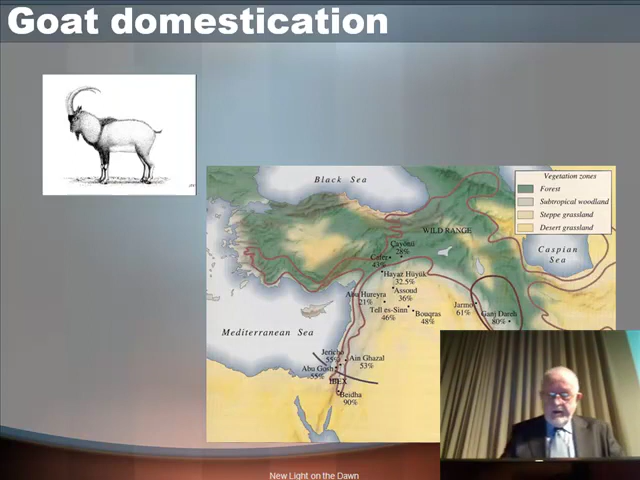 Goat domestication
Black Sea
Vegetation zones
Forest
Subtropical woodland
Steppe grassland
Desert grassland
WILD RANGE
Caspian
Sea
Çayönü
28%
Cafer
43%
Hayaz Hüyük
32.5%
Assoud
36%
Abu Hureyra
21%
Tell es-Sinn
46%
Bouqras
48%
Jarmo
61%
Ganj Dareh
80%
Mediterranean Sea
Jericho
55%
Ain Ghazal
53%
Abu Gosh
55%
IBEX
Beidha
90%
New Light on the Dawn